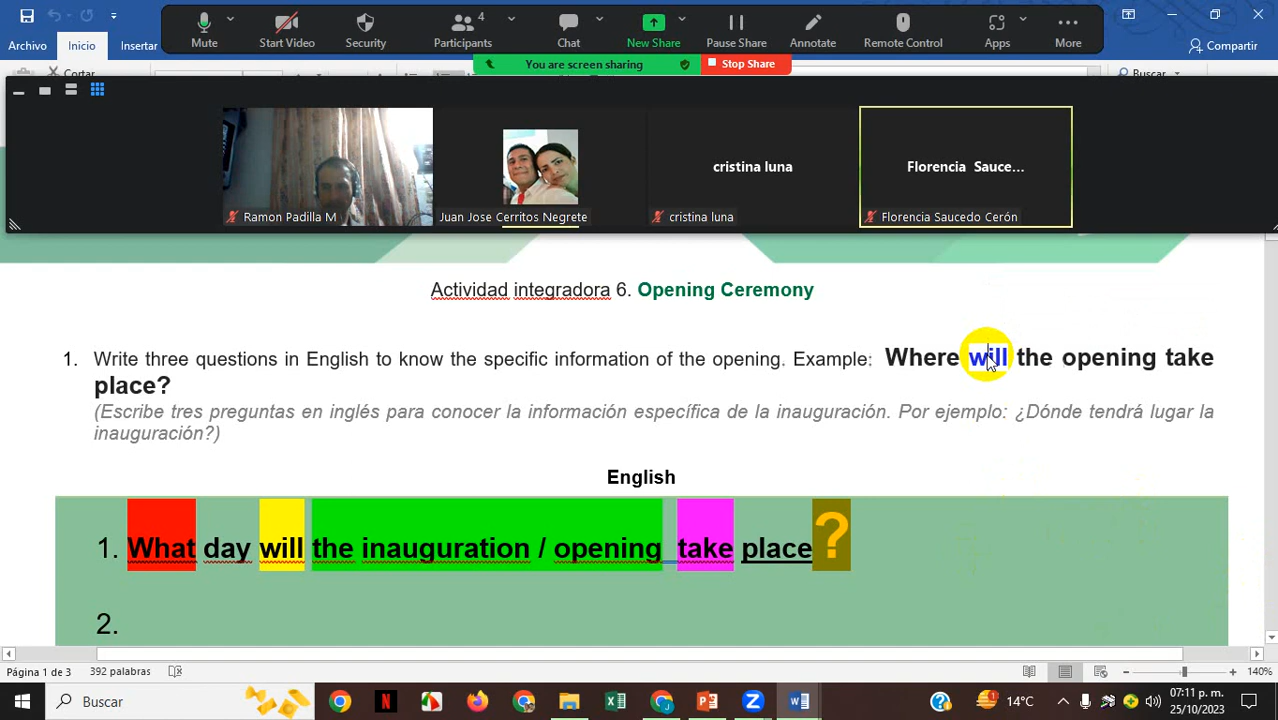 Mute
Start Video
Security
Participants
4
Chat
New Share
Pause Share
Annotate
Remote Control
Apps
More
Archivo
Inicio
Insertar
Compartir
Cortar
You are screen sharing
Stop Share
Buscar
cristina luna
Florencia Sauce...
Ramon Padilla M
Juan Jose Cerritos Negrete
cristina luna
Florencia Saucedo Cerón
Actividad integradora 6. Opening Ceremony
1. Write three questions in English to know the specific information of the opening. Example: Where will the opening take
place?
(Escribe tres preguntas en inglés para conocer la información específica de la inauguración. Por ejemplo: ¿Dónde tendrá lugar la
inauguración?)
English
1. What day will the inauguration / opening take place?
2.
Página 1 de 3
392 palabras
140%
Buscar
14°C
07:11 p. m.
25/10/2023